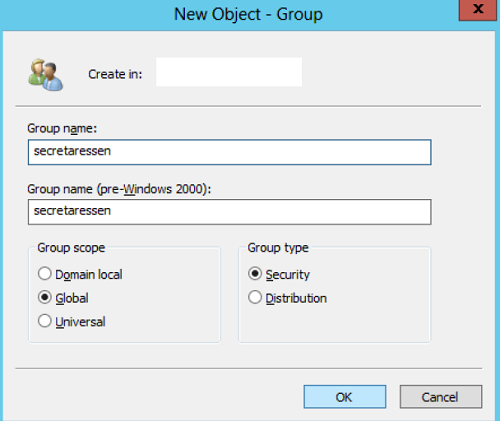 New Object - Group
X
Create in:
Group name:
secretaressen
Group name (pre-Windows 2000):
secretaressen
Group scope
Domain local
Global
Universal
Group type
Security
Distribution
OK
Cancel